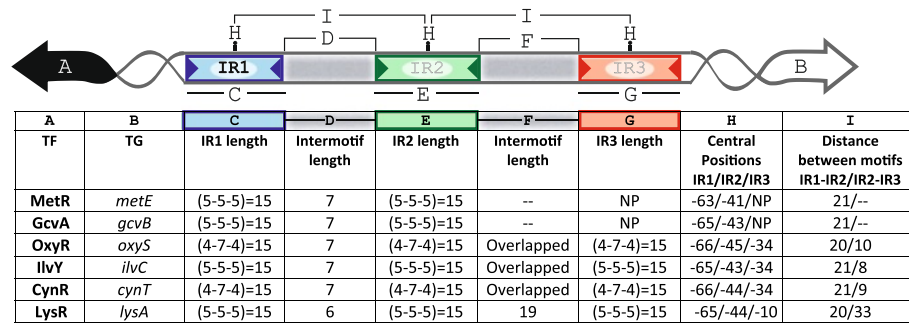 I I
H D H F H
A IR1 IR2 IR3 B
C E G
A B C D E F G H I
TF TG IR1 length Intermotif length IR2 length Intermotif length IR3 length Central Positions IR1/IR2/IR3 Distance between motifs IR1-IR2/IR2-IR3
MetR metE (5-5-5)=15 7 (5-5-5)=15 -- NP -63/-41/NP 21/--
GcvA gcvB (5-5-5)=15 7 (5-5-5)=15 -- NP -65/-43/NP 21/--
OxyR oxyS (4-7-4)=15 7 (4-7-4)=15 Overlapped (4-7-4)=15 -66/-45/-34 20/10
IlvY ilvC (5-5-5)=15 7 (5-5-5)=15 Overlapped (5-5-5)=15 -65/-43/-34 21/8
CynR cynT (4-7-4)=15 7 (4-7-4)=15 Overlapped (4-7-4)=15 -66/-44/-34 21/9
LysR lysA (5-5-5)=15 6 (5-5-5)=15 19 (5-5-5)=15 -65/-44/-10 20/33